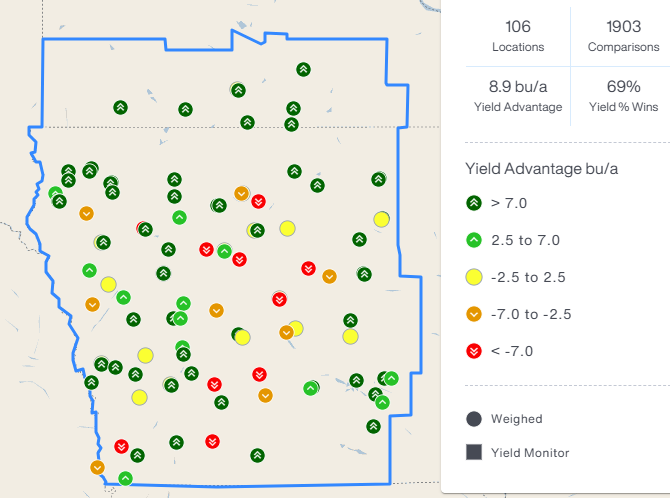 106
Locations
1903
Comparisons
8.9 bu/a
Yield Advantage
69%
Yield % Wins
Yield Advantage bu/a
> 7.0
2.5 to 7.0
-2.5 to 2.5
-7.0 to -2.5
< -7.0
Weighed
Yield Monitor